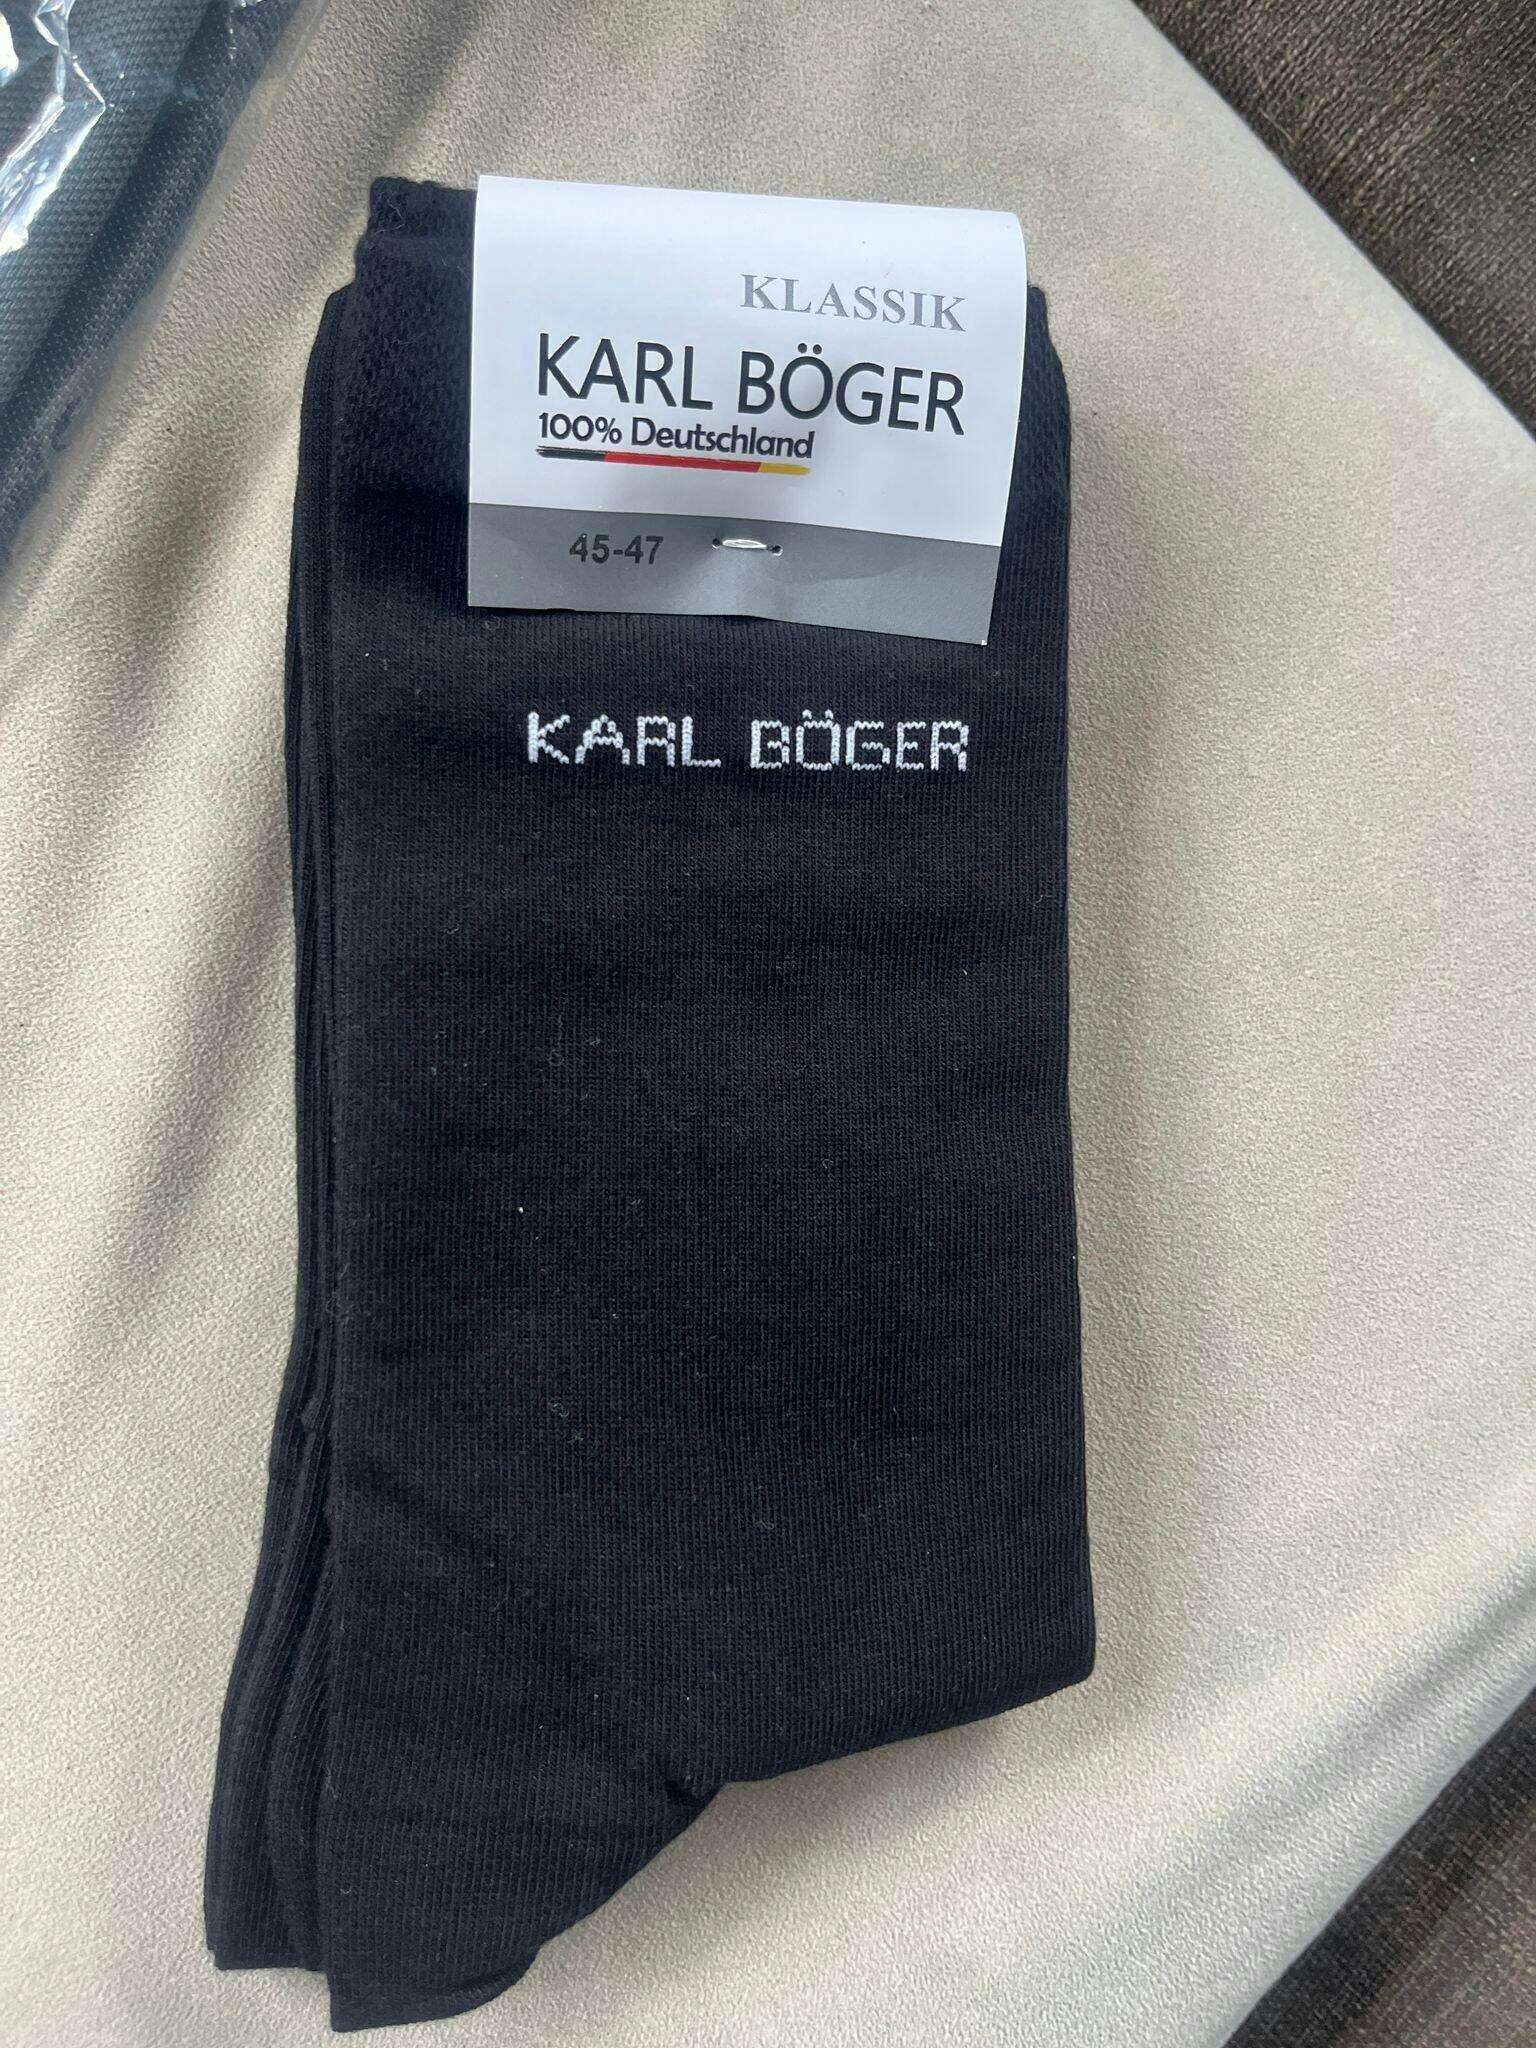 KLASSIK
KARL BÖGER
100% Deutschland
45-47
KARL BÖGER